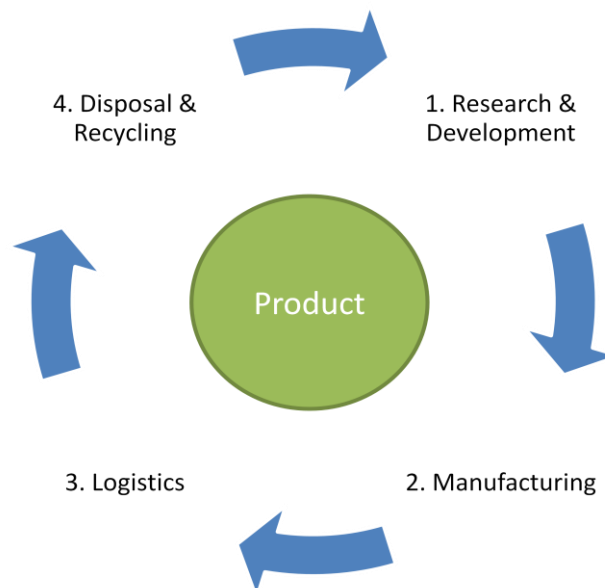 4. Disposal &
Recycling
1. Research &
Development
Product
3. Logistics
2. Manufacturing